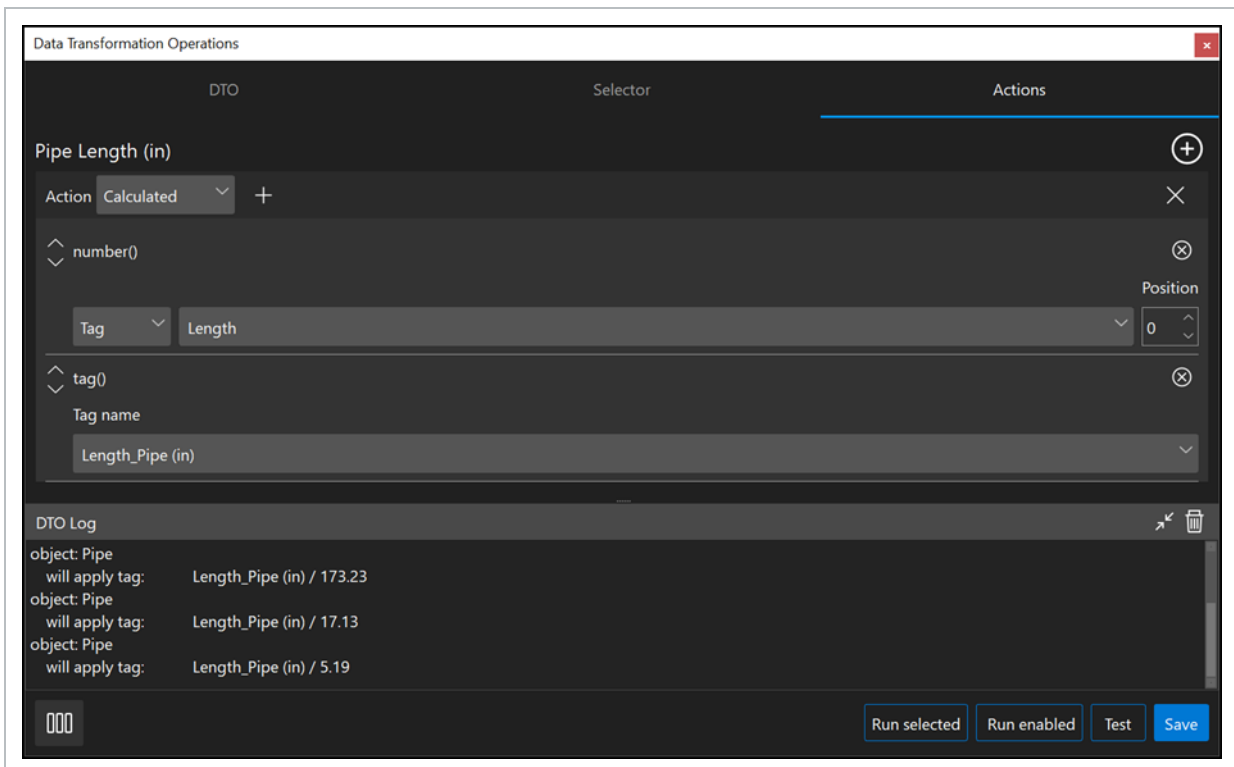 Data Transformation Operations
DTO Selector Actions
Pipe Length (in)
Action Calculated
number()
Position
Tag Length 0
tag()
Tag name
Length_Pipe (in)
DTO Log
object: Pipe
will apply tag: Length_Pipe (in) / 173.23
object: Pipe
will apply tag: Length_Pipe (in) / 17.13
object: Pipe
will apply tag: Length_Pipe (in) / 5.19
Run selected Run enabled Test Save